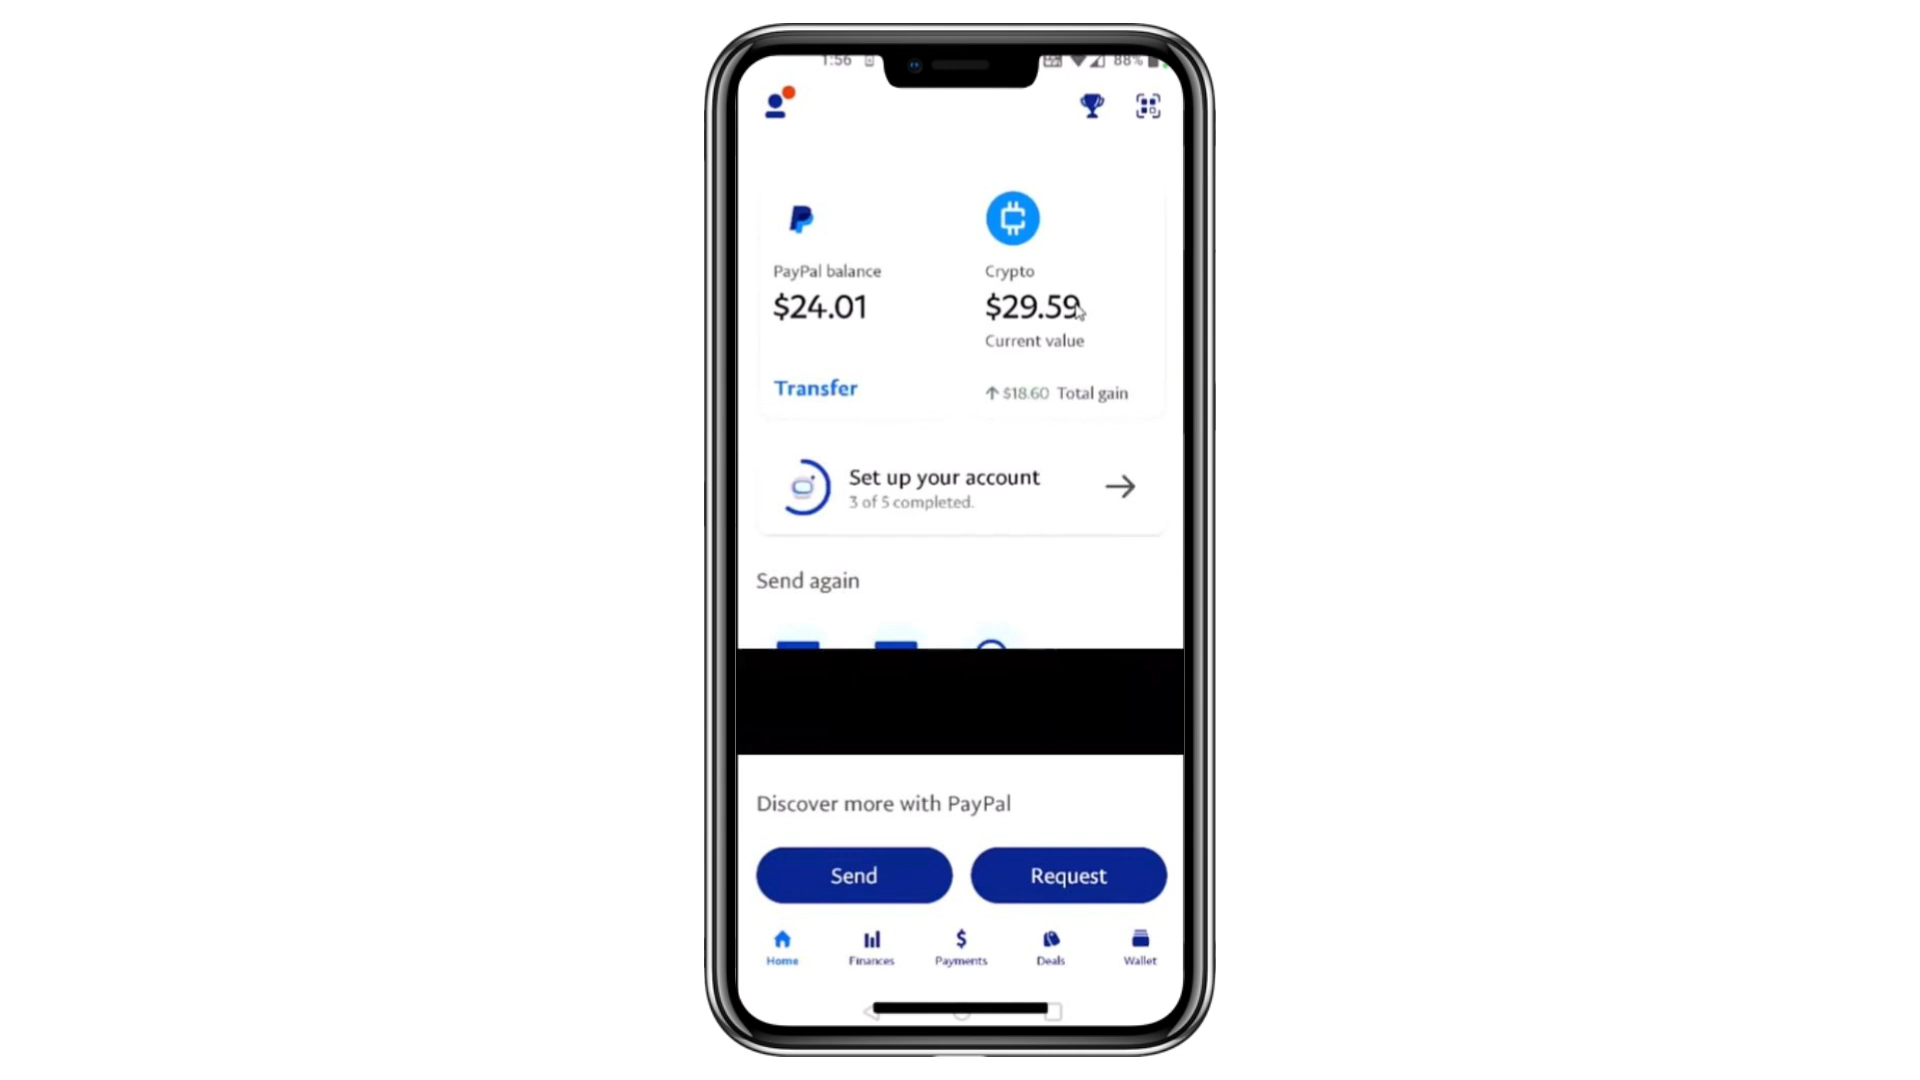 1:56 88%
PayPal balance
$24.01
Transfer
Crypto
$29.59
Current value
$18.60 Total gain
Set up your account
3 of 5 completed.
Send again
Discover more with PayPal
Send
Request
Home
Finances
$
Payments
Deals
Wallet